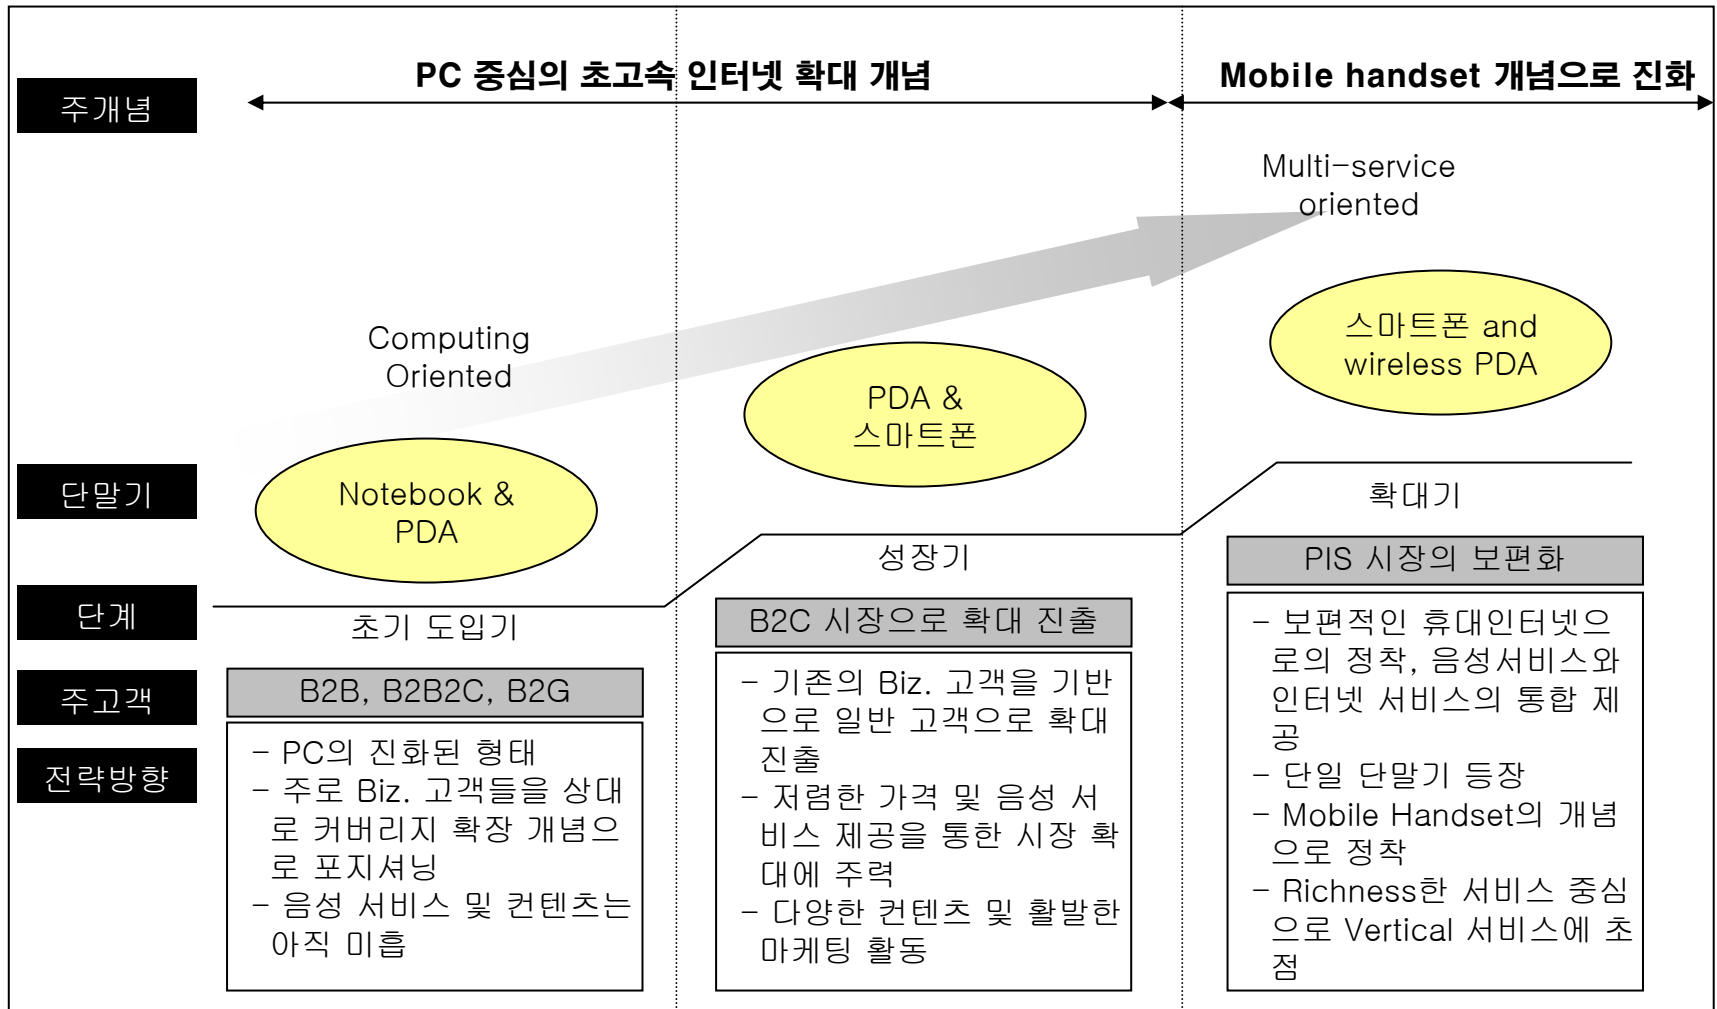 주개념
PC 중심의 초고속 인터넷 확대 개념
Mobile handset 개념으로 진화
Computing
Oriented
Multi-service
oriented
단말기
Notebook &
PDA
PDA &
스마트폰
스마트폰 and
wireless PDA
단계
초기 도입기
성장기
확대기
주고객
전략방향
B2B, B2B2C, B2G
- PC의 진화된 형태
- 주로 Biz. 고객들을 상대
로 커버리지 확장 개념으
로 포지셔닝
- 음성 서비스 및 컨텐츠는
아직 미흡
B2C 시장으로 확대 진출
- 기존의 Biz. 고객을 기반
으로 일반 고객으로 확대
진출
- 저렴한 가격 및 음성 서
비스 제공을 통한 시장 확
대에 주력
- 다양한 컨텐츠 및 활발한
마케팅 활동
PIS 시장의 보편화
- 보편적인 휴대인터넷으
로의 정착, 음성서비스와
인터넷 서비스의 통합 제
공
- 단일 단말기 등장
- Mobile Handset의 개념
으로 정착
- Richness한 서비스 중심
으로 Vertical 서비스에 초
점